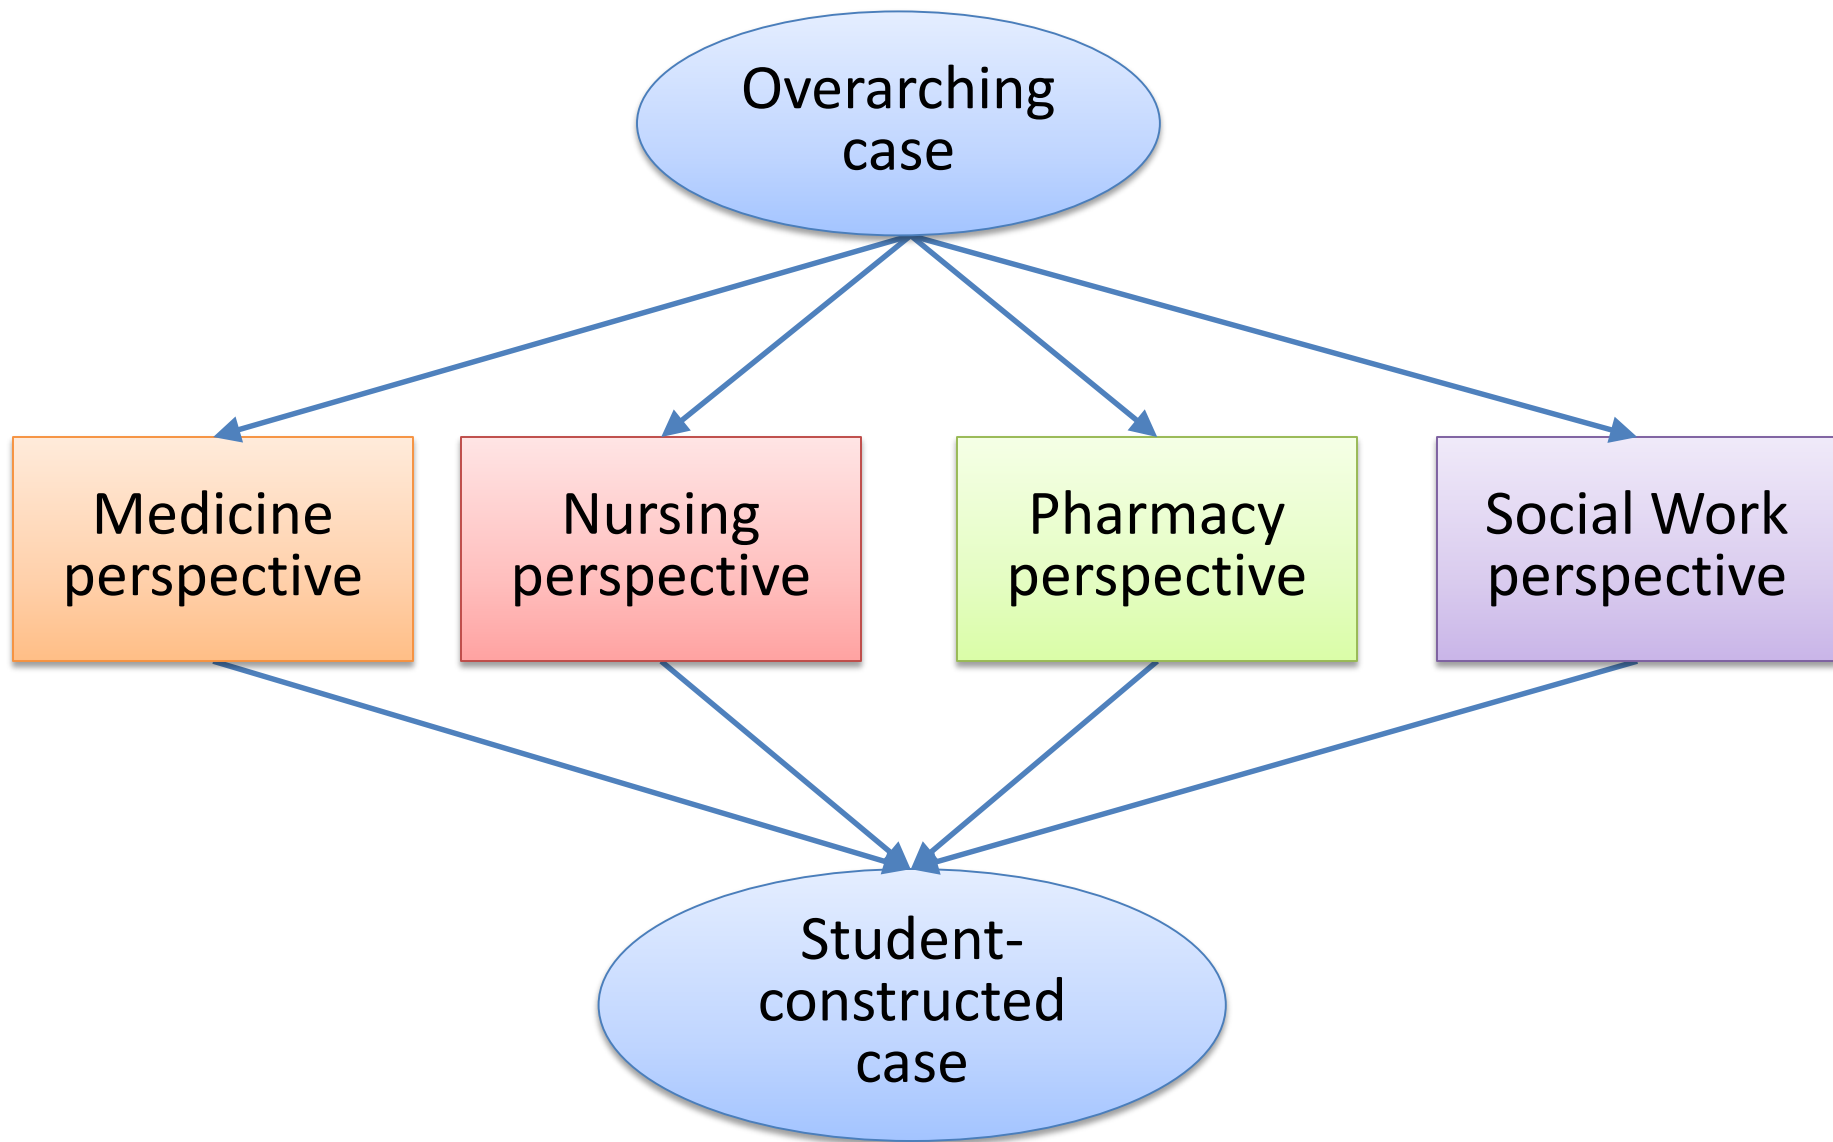 Overarching
case
Medicine
perspective
Nursing
perspective
Pharmacy
perspective
Social Work
perspective
Student-
constructed
case